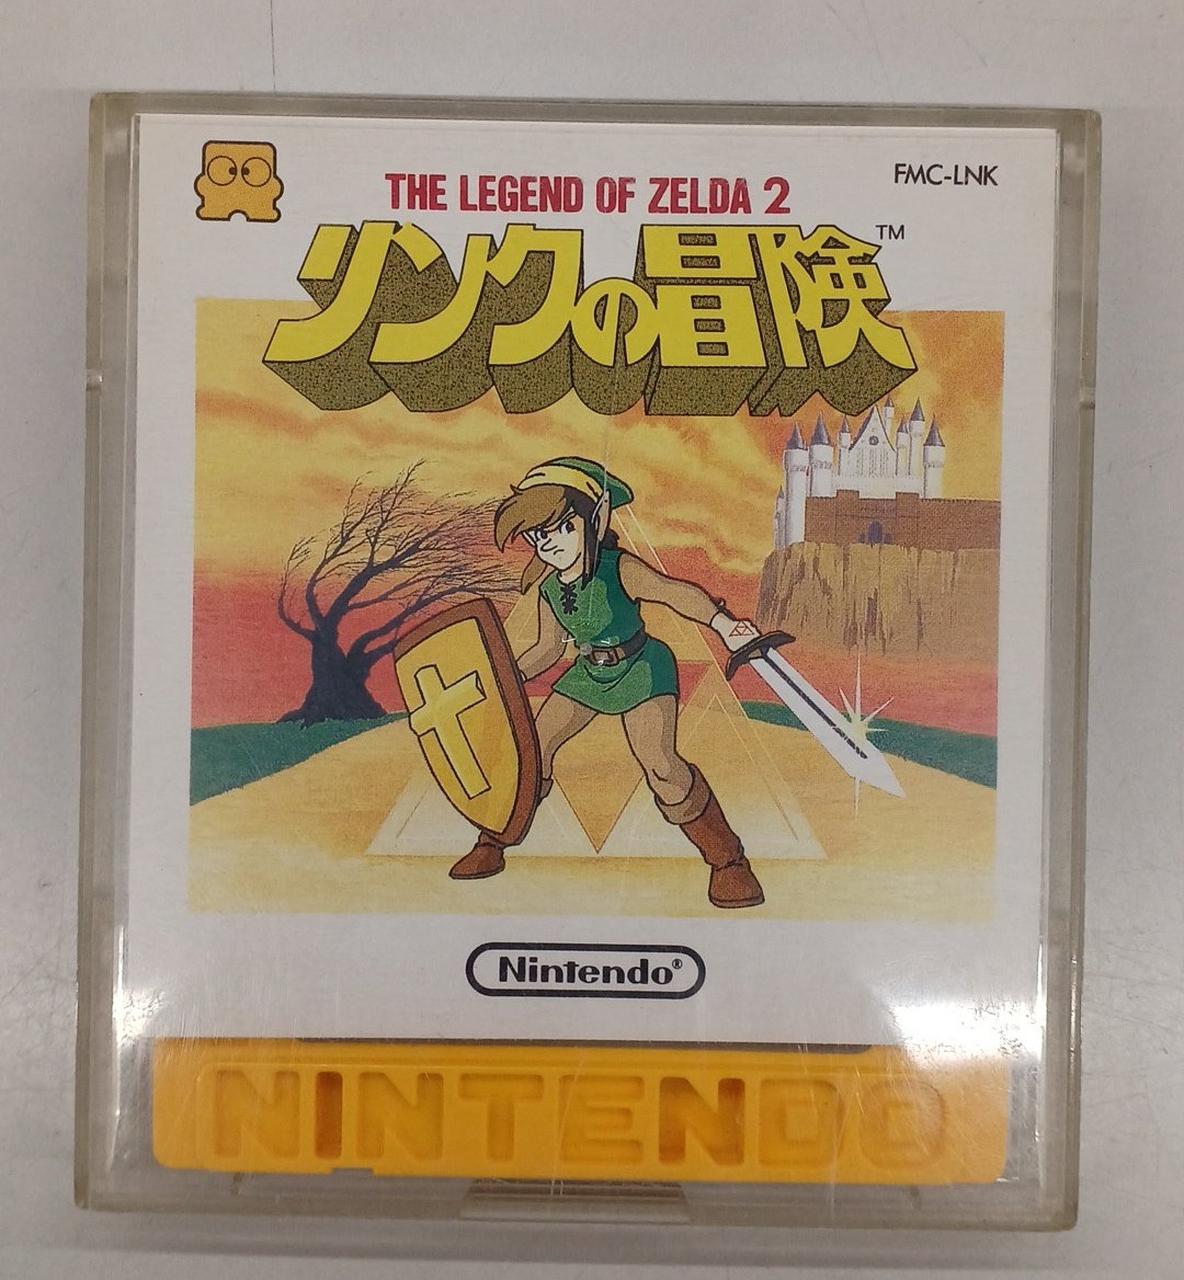 FMC-LNK
THE LEGEND OF ZELDA 2
リンクの冒険™
Nintendo®
NINTENDO